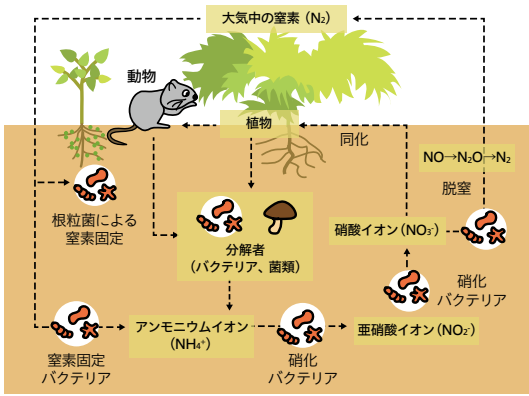 大気中の窒素（N₂）
動物
植物
同化
NO→N₂O→N₂
脱窒
根粒菌による
窒素固定
分解者
（バクテリア、菌類）
硝酸イオン（NO₃⁻）
硝化
バクテリア
アンモニウムイオン
（NH₄⁺）
亜硝酸イオン（NO₂⁻）
窒素固定
バクテリア
硝化
バクテリア